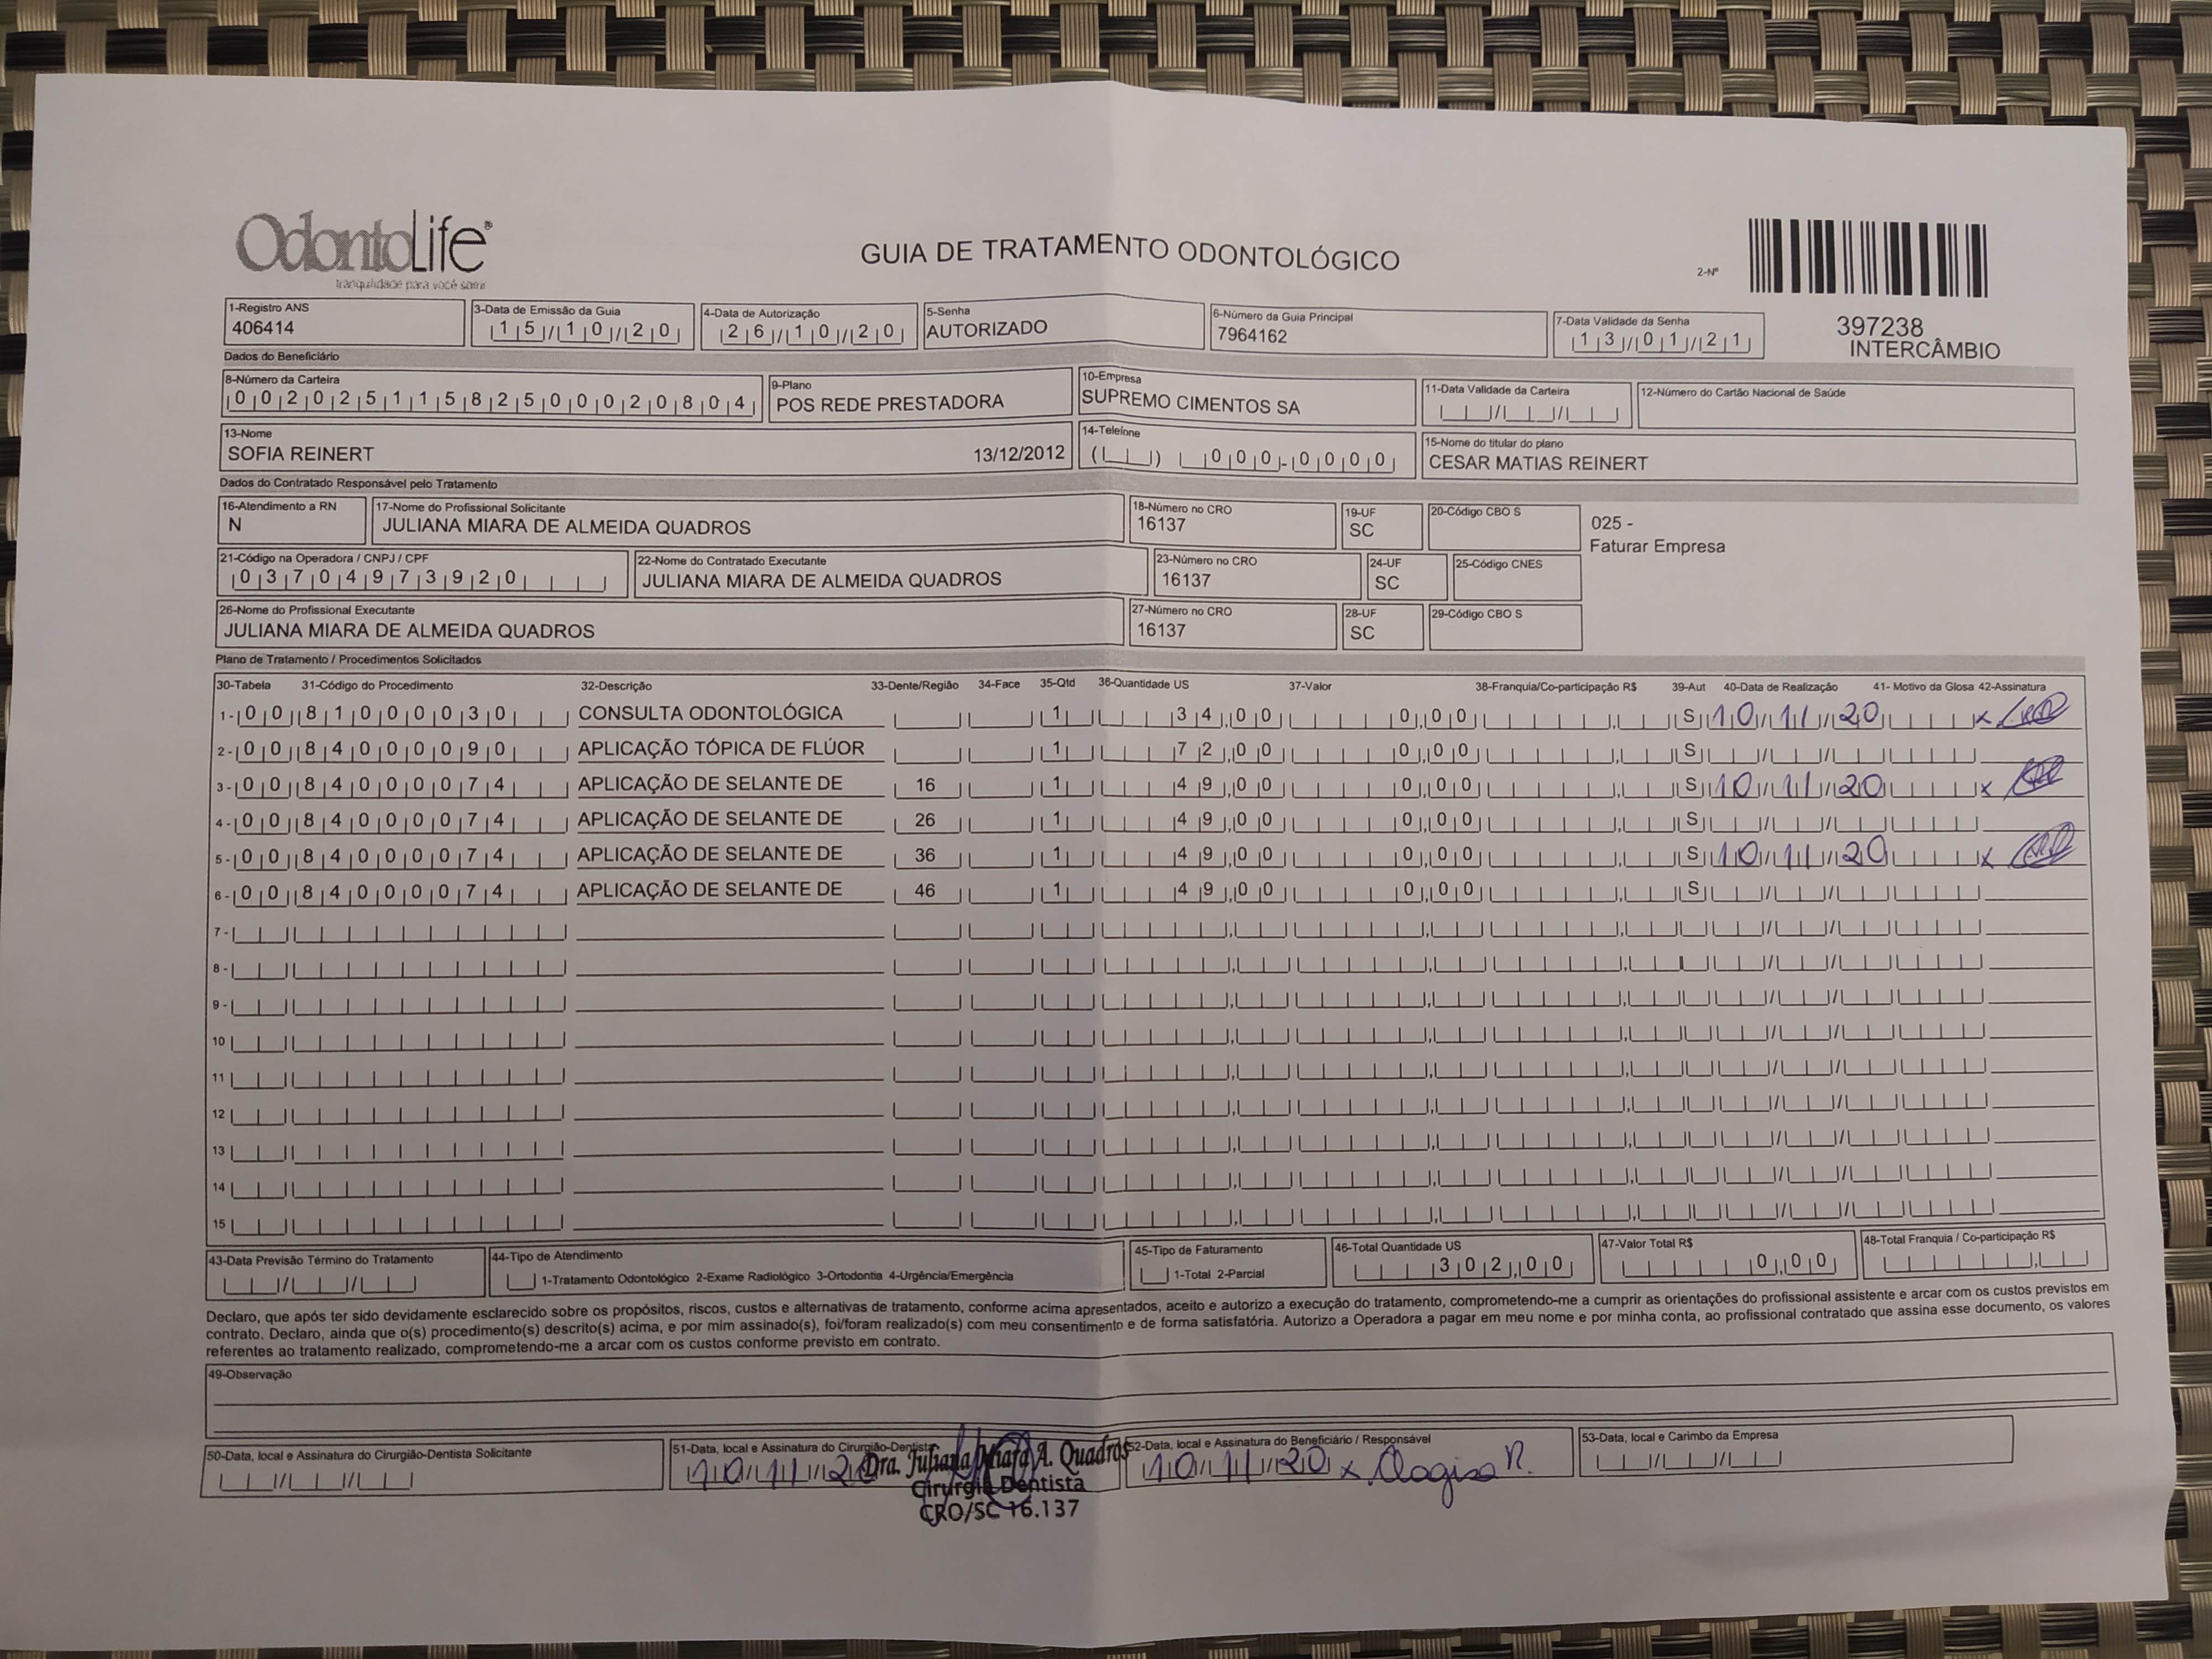 OdontoLife®
tranquilidade para você sorrir
GUIA DE TRATAMENTO ODONTOLÓGICO
2-Nº
397238
INTERCÂMBIO
1-Registro ANS
406414
3-Data de Emissão da Guia
15/10/20
4-Data de Autorização
26/10/20
5-Senha
AUTORIZADO
6-Número da Guia Principal
7964162
7-Data Validade da Senha
13/01/21
Dados do Beneficiário
8-Número da Carteira
00202511582500020804
9-Plano
POS REDE PRESTADORA
10-Empresa
SUPREMO CIMENTOS SA
11-Data Validade da Carteira
12-Número do Cartão Nacional de Saúde
13-Nome
SOFIA REINERT 13/12/2012
14-Telefone
( ) 000-0000
15-Nome do titular do plano
CESAR MATIAS REINERT
Dados do Contratado Responsável pelo Tratamento
16-Atendimento a RN
N
17-Nome do Profissional Solicitante
JULIANA MIARA DE ALMEIDA QUADROS
18-Número no CRO
16137
19-UF
SC
20-Código CBO S
025 -
Faturar Empresa
21-Código na Operadora / CNPJ / CPF
03704973920
22-Nome do Contratado Executante
JULIANA MIARA DE ALMEIDA QUADROS
23-Número no CRO
16137
24-UF
SC
25-Código CNES
26-Nome do Profissional Executante
JULIANA MIARA DE ALMEIDA QUADROS
27-Número no CRO
16137
28-UF
SC
29-Código CBO S
Plano de Tratamento / Procedimentos Solicitados
30-Tabela 31-Código do Procedimento 32-Descrição 33-Dente/Região 34-Face 35-Qtd 36-Quantidade US 37-Valor 38-Franquia/Co-participação R$ 39-Aut 40-Data de Realização 41- Motivo da Glosa 42-Assinatura
1- 00 81000030 CONSULTA ODONTOLÓGICA 1 34,00 0,00 S 10/11/20 x
2- 00 84000090 APLICAÇÃO TÓPICA DE FLÚOR 1 72,00 0,00 S
3- 00 84000074 APLICAÇÃO DE SELANTE DE 16 1 49,00 0,00 S 10/11/20 x
4- 00 84000074 APLICAÇÃO DE SELANTE DE 26 1 49,00 0,00 S
5- 00 84000074 APLICAÇÃO DE SELANTE DE 36 1 49,00 0,00 S 10/11/20 x
6- 00 84000074 APLICAÇÃO DE SELANTE DE 46 1 49,00 0,00 S
7-
8-
9-
10
11
12
13
14
15
43-Data Previsão Término do Tratamento
44-Tipo de Atendimento
1-Tratamento Odontológico 2-Exame Radiológico 3-Ortodontia 4-Urgência/Emergência
45-Tipo de Faturamento
1-Total 2-Parcial
46-Total Quantidade US
302,00
47-Valor Total R$
0,00
48-Total Franquia / Co-participação R$
Declaro, que após ter sido devidamente esclarecido sobre os propósitos, riscos, custos e alternativas de tratamento, conforme acima apresentados, aceito e autorizo a execução do tratamento, comprometendo-me a cumprir as orientações do profissional assistente e arcar com os custos previstos em
contrato. Declaro, ainda que o(s) procedimento(s) descrito(s) acima, e por mim assinado(s), foi/foram realizado(s) com meu consentimento e de forma satisfatória. Autorizo a Operadora a pagar em meu nome e por minha conta, ao profissional contratado que assina esse documento, os valores
referentes ao tratamento realizado, comprometendo-me a arcar com os custos conforme previsto em contrato.
49-Observação
50-Data, local e Assinatura do Cirurgião-Dentista Solicitante
51-Data, local e Assinatura do Cirurgião-Dentista
10/11/20
Dra. Juliana Miara A. Quadros
Cirurgiã Dentista
CRO/SC 16.137
52-Data, local e Assinatura do Beneficiário / Responsável
10/11/20 x R.
53-Data, local e Carimbo da Empresa